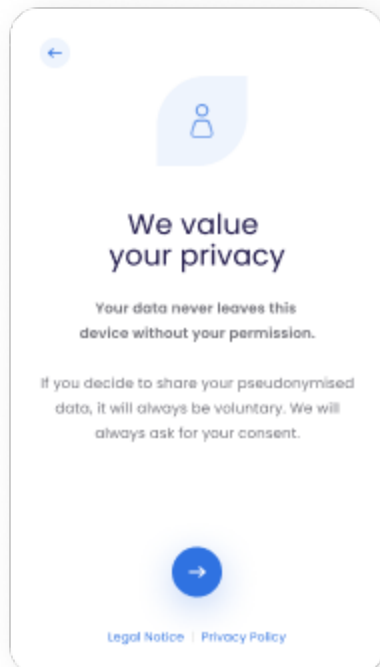 We value
your privacy
Your data never leaves this
device without your permission.
If you decide to share your pseudonymised
data, it will always be voluntary. We will
always ask for your consent.
Legal Notice | Privacy Policy